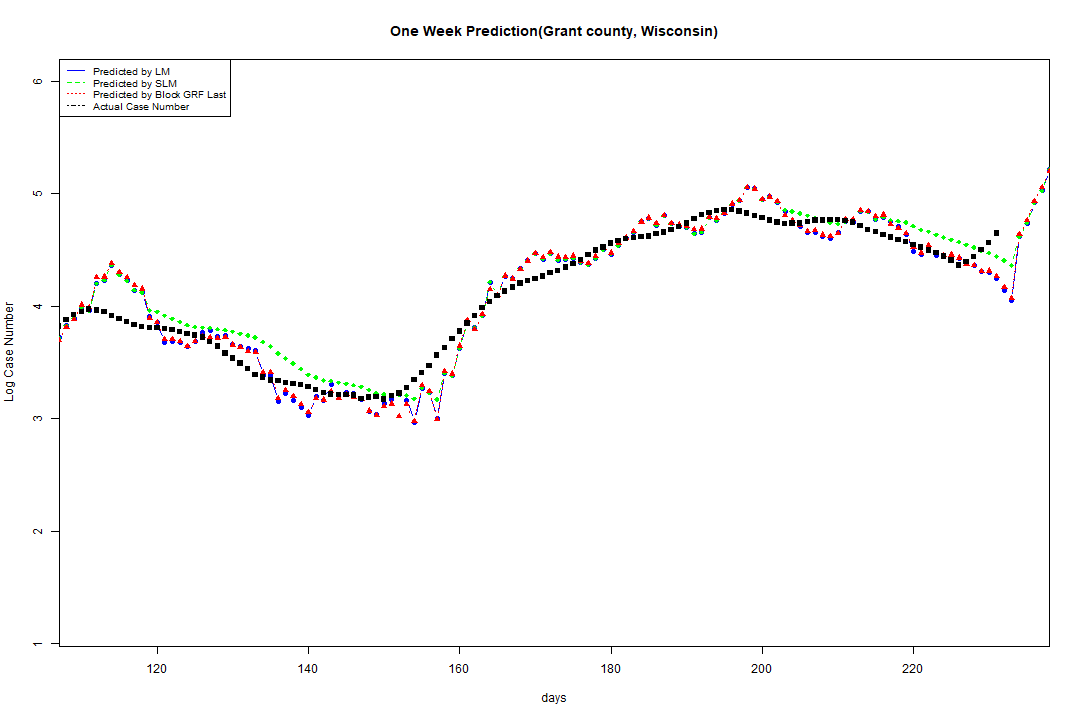 One Week Prediction(Grant county, Wisconsin)
Predicted by LM
Predicted by SLM
Predicted by Block GRF Last
Actual Case Number
6
5
4
3
2
1
Log Case Number
120 140 160 180 200 220
days